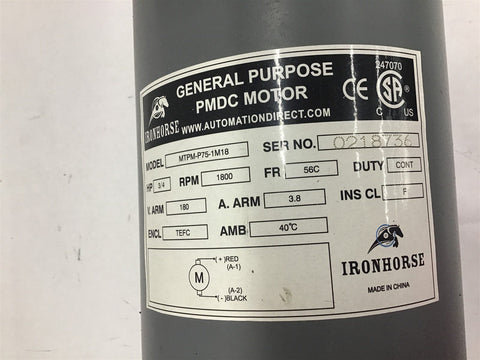 GENERAL PURPOSE
PMDC MOTOR
WWW.AUTOMATIONDIRECT.COM
IRONHORSE
CE
247070
SA
C US
MODEL MTPM-P75-1M18 SER NO. 0218736
HP 3/4 RPM 1800 FR 56C DUTY CONT
V. ARM 180 A. ARM 3.8 INS CL F
ENCL TEFC AMB 40°C
M
(+)RED
(A-1)
(A-2)
(-)BLACK
IRONHORSE
MADE IN CHINA